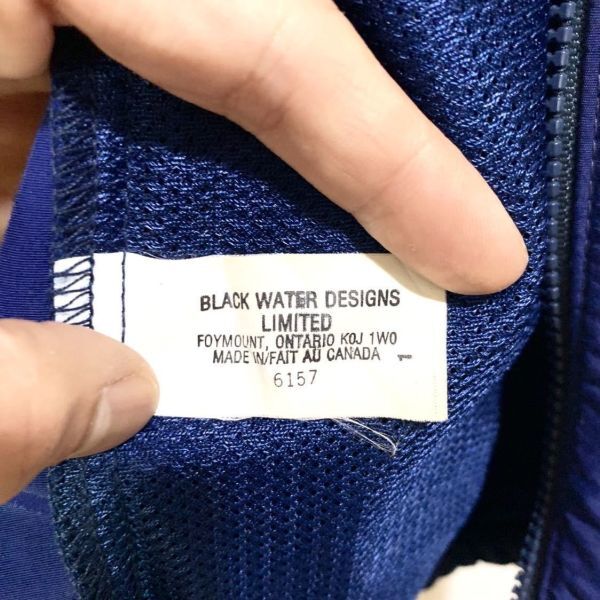 BLACK WATER DESIGNS
LIMITED
FOYMOUNT, ONTARIO K0J 1W0
MADE IN/FAIT AU CANADA
6157